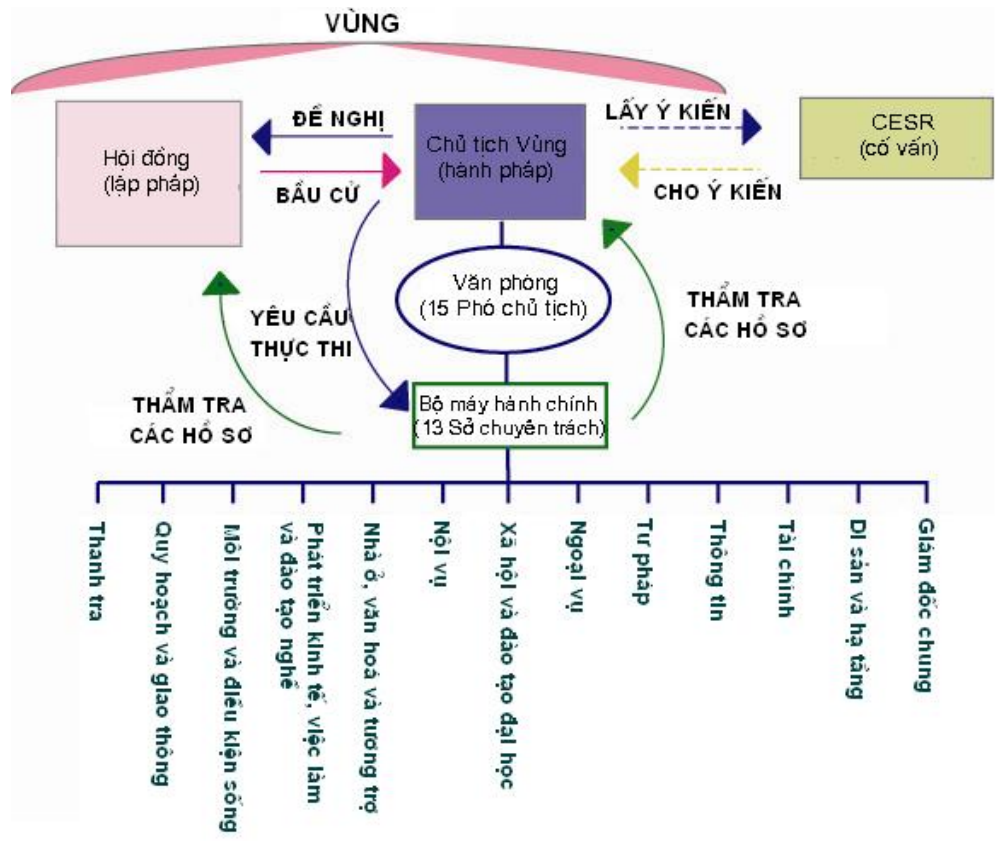 VÙNG
ĐỀ NGHỊ
LẤY Ý KIẾN
Hội đồng
(lập pháp)
Chủ tịch Vùng
(hành pháp)
CESR
(cố vấn)
BẦU CỬ
CHO Ý KIẾN
Văn phòng
(15 Phó chủ tịch)
YÊU CẦU
THỰC THI
THẨM TRA
CÁC HỒ SƠ
THẨM TRA
CÁC HỒ SƠ
Bộ máy hành chính
(13 Sở chuyên trách)
Thanh tra
Quy hoạch và giao thông
Môi trường và điều kiện sống
Phát triển kinh tế, việc làm
và đào tạo nghề
Nhà ở, văn hoá và tương trợ
Nội vụ
Xã hội và đào tạo đại học
Ngoại vụ
Tư pháp
Thông tin
Tài chính
Di sản và hạ tầng
Giám đốc chung